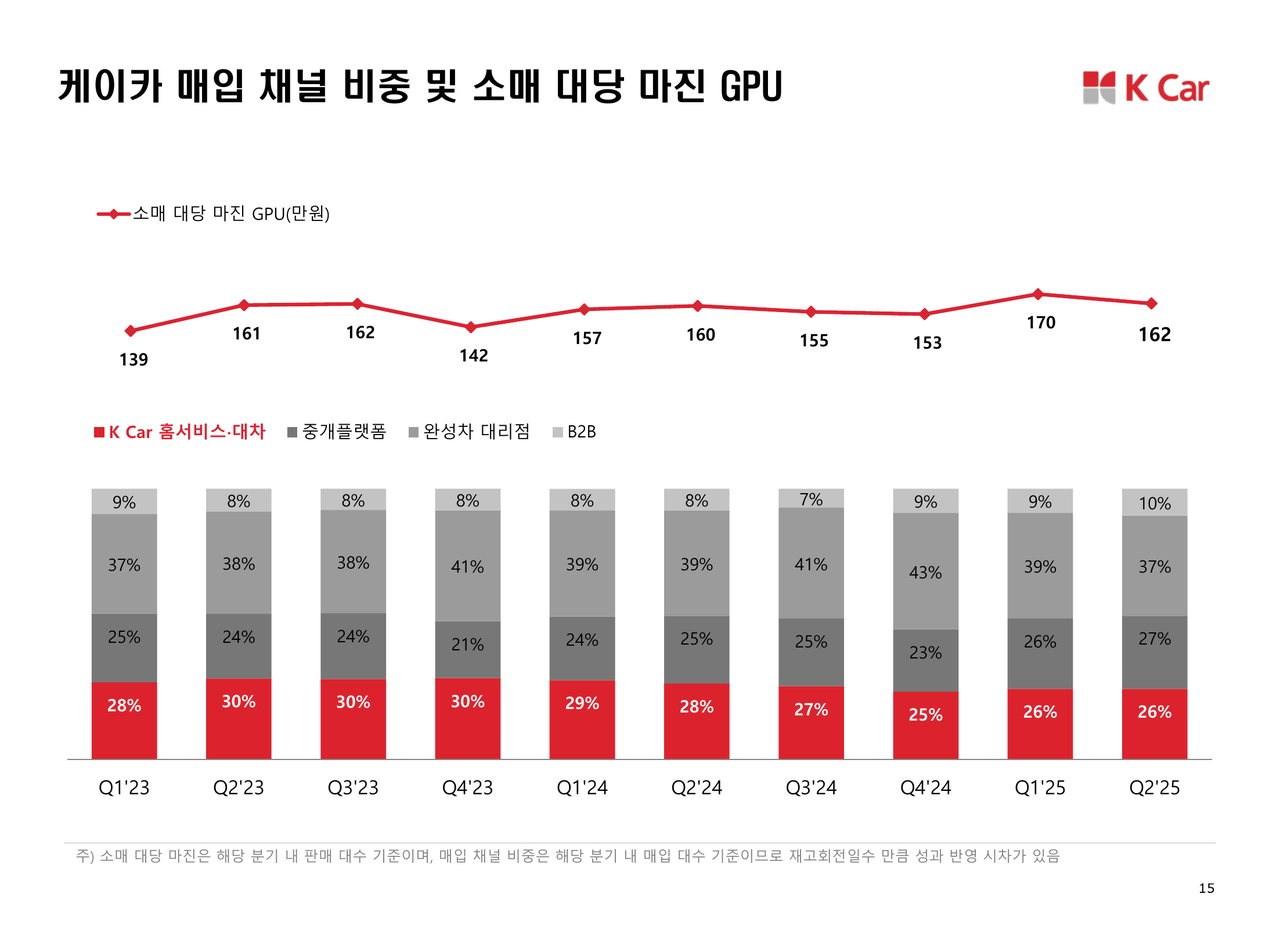 케이카 매입 채널 비중 및 소매 대당 마진 GPU
K Car
소매 대당 마진 GPU(만원)
139 161 162 142 157 160 155 153 170 162
K Car 홈서비스·대차 중개플랫폼 완성차 대리점 B2B
9% 8% 8% 8% 8% 8% 7% 9% 9% 10%
37% 38% 38% 41% 39% 39% 41% 43% 39% 37%
25% 24% 24% 21% 24% 25% 25% 23% 26% 27%
28% 30% 30% 30% 29% 28% 27% 25% 26% 26%
Q1'23 Q2'23 Q3'23 Q4'23 Q1'24 Q2'24 Q3'24 Q4'24 Q1'25 Q2'25
주) 소매 대당 마진은 해당 분기 내 판매 대수 기준이며, 매입 채널 비중은 해당 분기 내 매입 대수 기준이므로 재고회전일수 만큼 성과 반영 시차가 있음
15